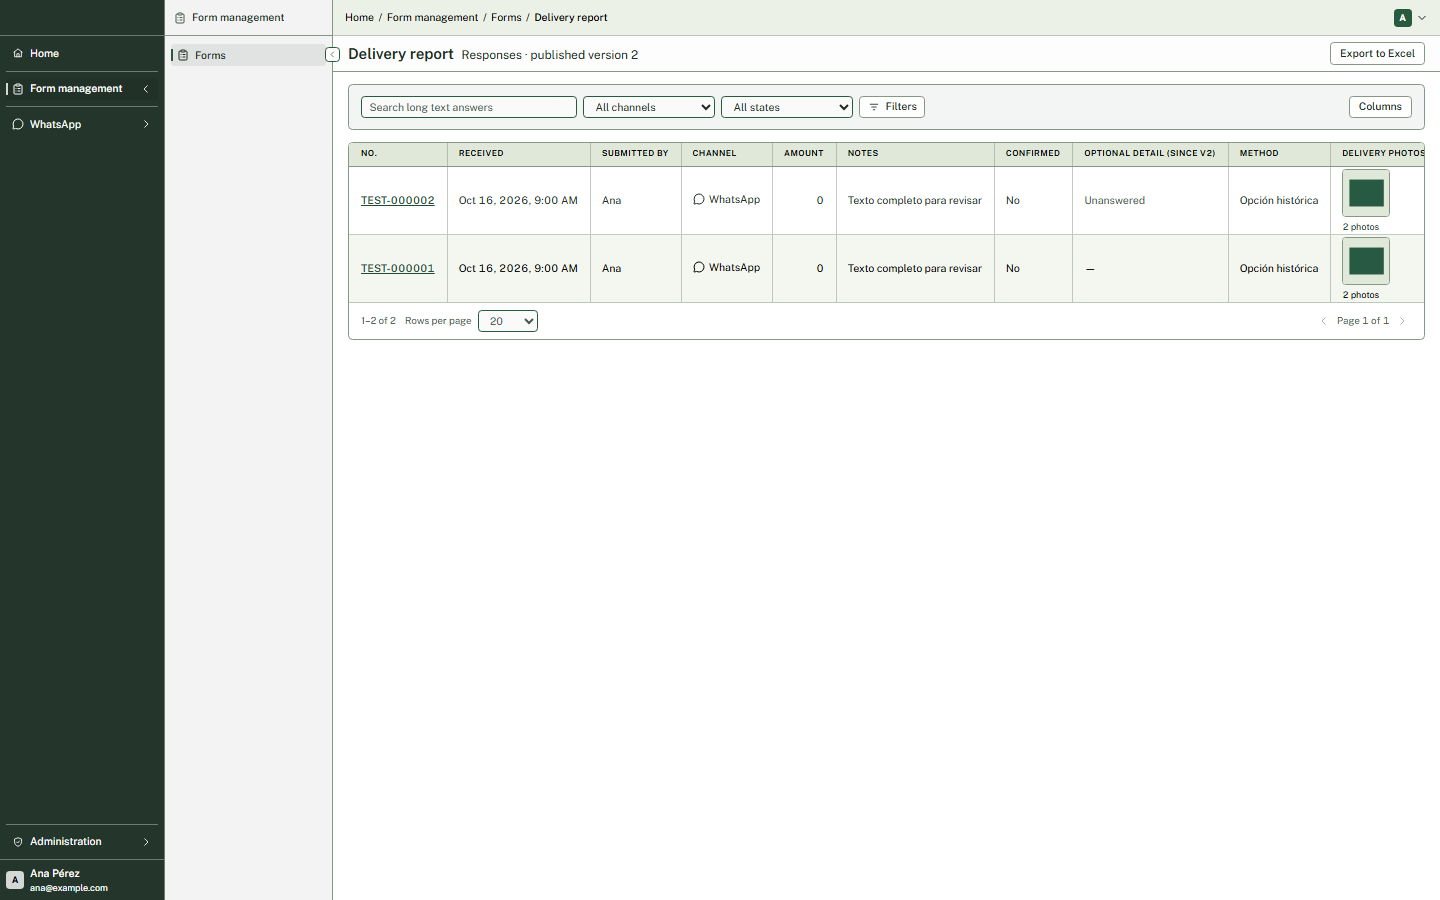 Form management
Home / Form management / Forms / Delivery report
A
Home
Form management
WhatsApp
Forms
Delivery report Responses · published version 2
Export to Excel
Search long text answers
All channels
All states
Filters
Columns
NO. RECEIVED SUBMITTED BY CHANNEL AMOUNT NOTES CONFIRMED OPTIONAL DETAIL (SINCE V2) METHOD DELIVERY PHOTOS
TEST-000002 Oct 16, 2026, 9:00 AM Ana WhatsApp 0 Texto completo para revisar No Unanswered Opción histórica
2 photos
TEST-000001 Oct 16, 2026, 9:00 AM Ana WhatsApp 0 Texto completo para revisar No — Opción histórica
2 photos
1–2 of 2 Rows per page 20
Page 1 of 1
Administration
A
Ana Pérez
ana@example.com